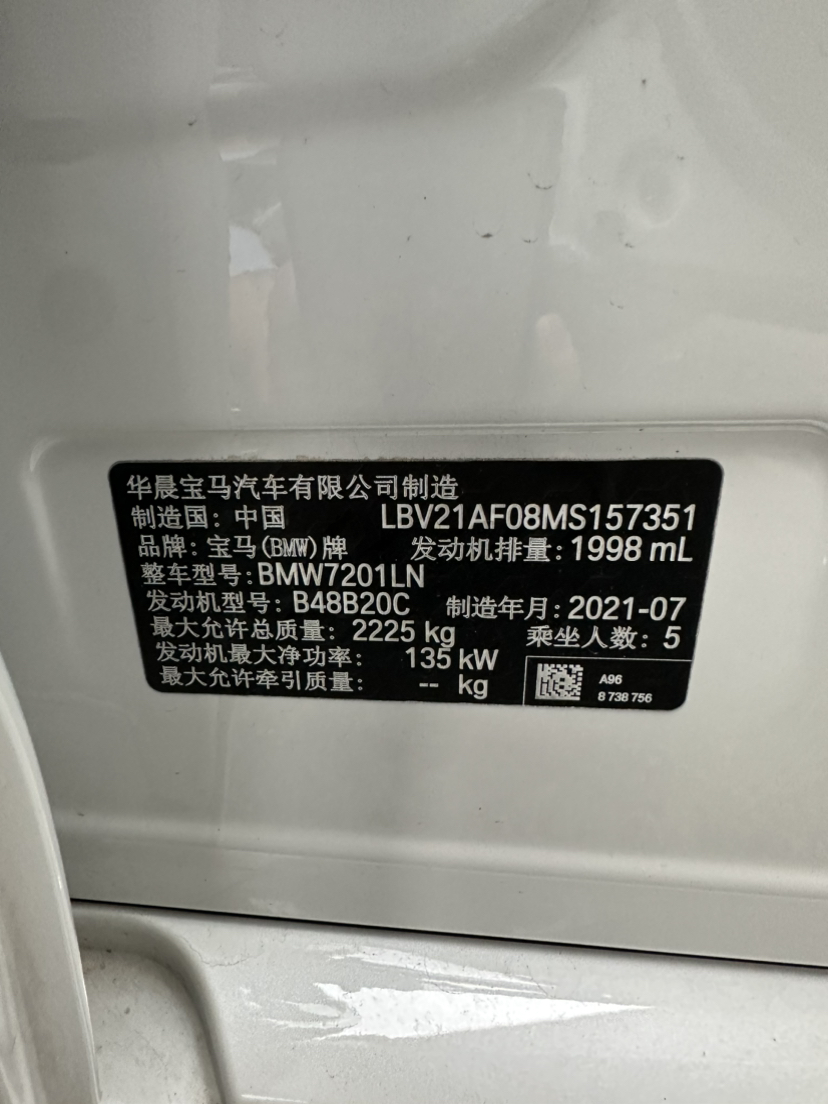 华晨宝马汽车有限公司制造
制造国: 中国 LBV21AF08MS157351
品牌: 宝马(BMW)牌 发动机排量: 1998 mL
整车型号: BMW7201LN
发动机型号: B48B20C 制造年月: 2021-07
最大允许总质量: 2225 kg 乘坐人数: 5
发动机最大净功率: 135 kW
最大允许牵引质量: -- kg
A96
8 738 756